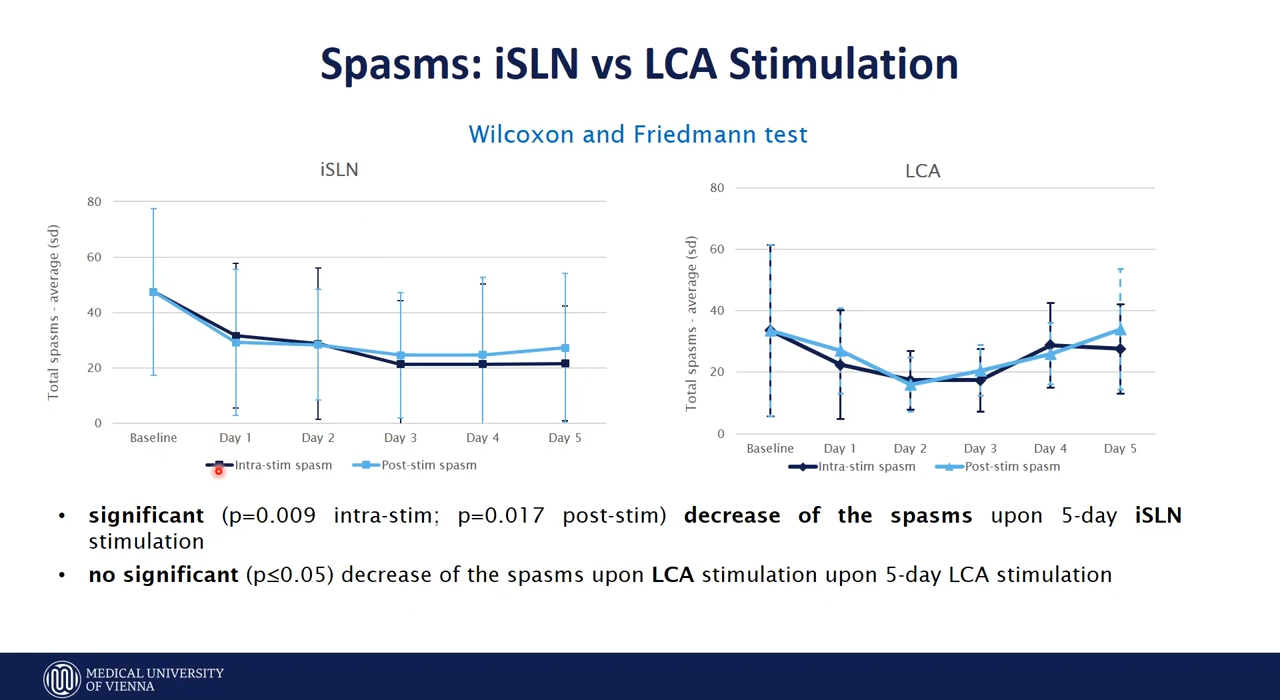 Spasms: iSLN vs LCA Stimulation
Wilcoxon and Friedmann test
iSLN
Total spasms - average (sd)
80
60
40
20
0
Baseline Day 1 Day 2 Day 3 Day 4 Day 5
Intra-stim spasm Post-stim spasm
LCA
Total spasms - average (sd)
80
60
40
20
0
Baseline Day 1 Day 2 Day 3 Day 4 Day 5
Intra-stim spasm Post-stim spasm
• significant (p=0.009 intra-stim; p=0.017 post-stim) decrease of the spasms upon 5-day iSLN
stimulation
• no significant (p≤0.05) decrease of the spasms upon LCA stimulation upon 5-day LCA stimulation
MEDICAL UNIVERSITY
OF VIENNA